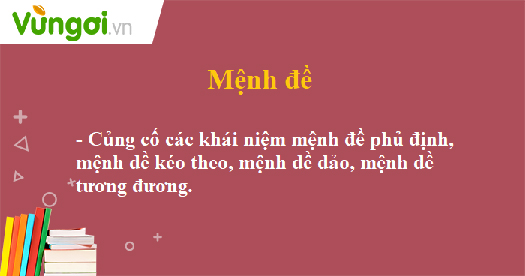 Vungơi.vn
Mệnh đề
- Củng cố các khái niệm mệnh đề phủ định,
mệnh đề kéo theo, mệnh đề đảo, mệnh đề
tương đương.